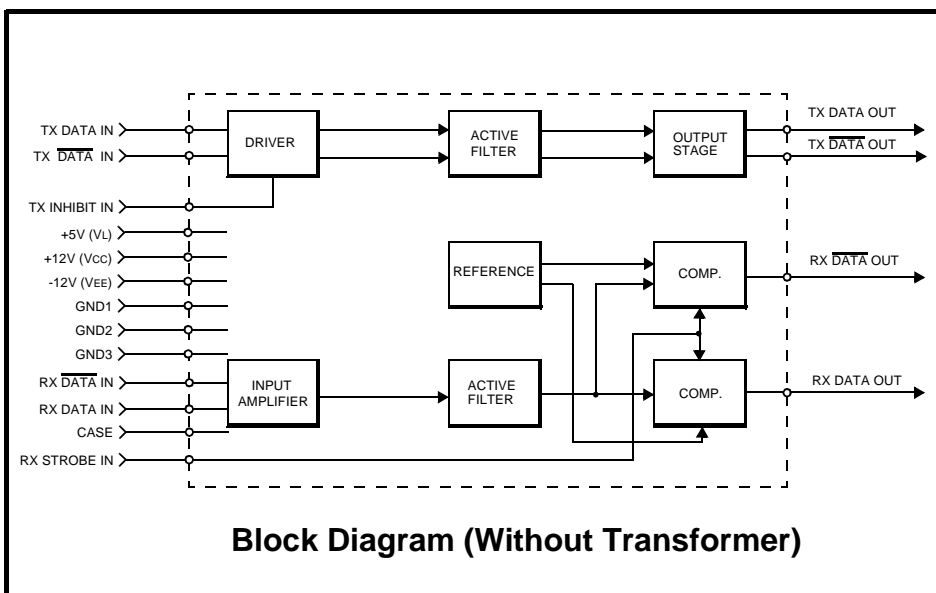 TX DATA IN
TX DATA IN
TX INHIBIT IN
+5V (VL)
+12V (VCC)
-12V (VEE)
GND1
GND2
GND3
RX DATA IN
RX DATA IN
CASE
RX STROBE IN
DRIVER
ACTIVE
FILTER
OUTPUT
STAGE
REFERENCE
COMP.
INPUT
AMPLIFIER
ACTIVE
FILTER
COMP.
TX DATA OUT
TX DATA OUT
RX DATA OUT
RX DATA OUT
Block Diagram (Without Transformer)